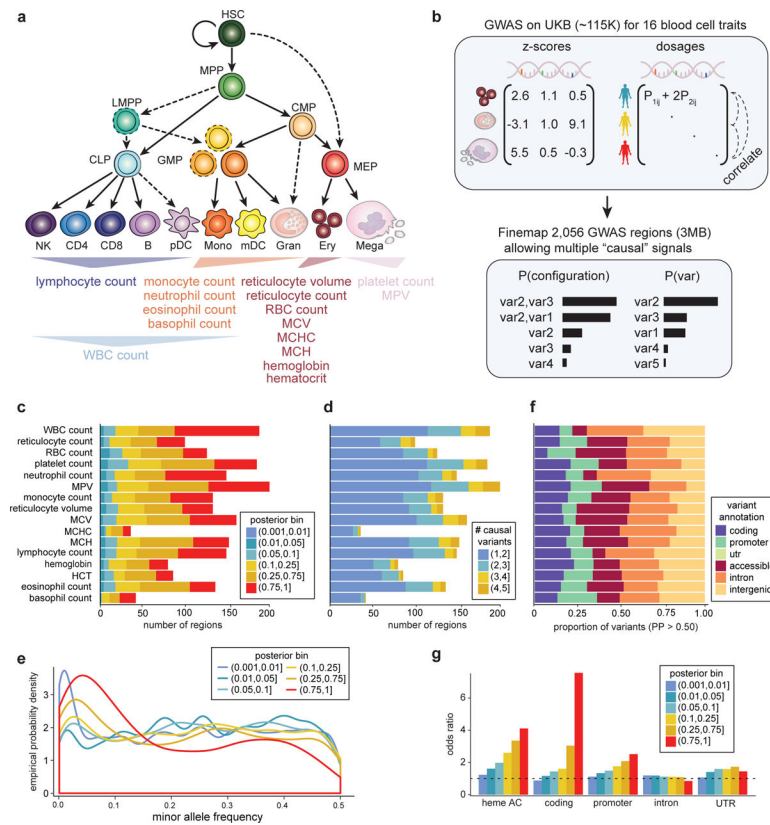 a
HSC
MPP
LMPP
CMP
CLP
GMP
MEP
NK
CD4
CD8
B
pDC
Mono
mDC
Gran
Ery
Mega
lymphocyte count
monocyte count
neutrophil count
eosinophil count
basophil count
reticulocyte volume
reticulocyte count
RBC count
MCV
MCHC
MCH
hemoglobin
hematocrit
platelet count
MPV
WBC count
b
GWAS on UKB (~115K) for 16 blood cell traits
z-scores
dosages
2.6 1.1 0.5
-3.1 1.0 9.1
5.5 0.5 -0.3
P1ij + 2P2ij
correlate
Finemap 2,056 GWAS regions (3MB)
allowing multiple “causal” signals
P(configuration)
P(var)
var2,var3
var2,var1
var2
var3
var4
var2
var3
var1
var4
var5
c
WBC count
reticulocyte count
RBC count
platelet count
neutrophil count
MPV
monocyte count
reticulocyte volume
MCV
MCHC
MCH
lymphocyte count
hemoglobin
HCT
eosinophil count
basophil count
posterior bin
(0.001,0.01]
(0.01,0.05]
(0.05,0.1]
(0.1,0.25]
(0.25,0.75]
(0.75,1]
0 50 100 150 200
number of regions
d
# causal
variants
(1,2]
(2,3]
(3,4]
(4,5]
0 50 100 150 200
number of regions
f
variant
annotation
coding
promoter
utr
accessible
intron
intergenic
0 0.25 0.50 0.75 1.00
proportion of variants (PP > 0.50)
e
posterior bin
(0.001,0.01]
(0.01,0.05]
(0.05,0.1]
(0.1,0.25]
(0.25,0.75]
(0.75,1]
empirical probability density
0
1
2
3
0.0 0.1 0.2 0.3 0.4 0.5
minor allele frequency
g
posterior bin
(0.001,0.01]
(0.01,0.05]
(0.05,0.1]
(0.1,0.25]
(0.25,0.75]
(0.75,1]
odds ratio
0
2
4
6
heme AC
coding
promoter
intron
UTR